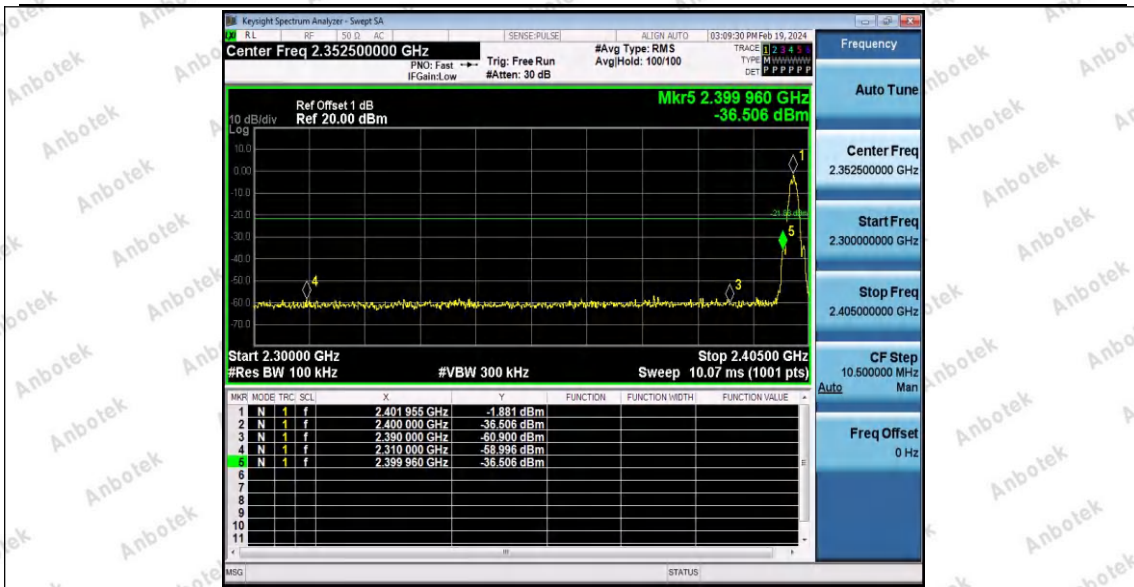 Keysight Spectrum Analyzer - Swept SA
RL RF 50 Ω AC SENSE:PULSE ALIGN AUTO 03:09:30 PM Feb 19, 2024
Center Freq 2.352500000 GHz
PNO: Fast
IFGain:Low
Trig: Free Run
#Atten: 30 dB
#Avg Type: RMS
Avg|Hold: 100/100
TRACE 1 2 3 4 5 6
TYPE M WWWWW
DET P P P P P P
Frequency
Auto Tune
Center Freq
2.352500000 GHz
Start Freq
2.300000000 GHz
Stop Freq
2.405000000 GHz
CF Step
10.500000 MHz
Auto Man
Freq Offset
0 Hz
Mkr5 2.399 960 GHz
-36.506 dBm
Ref Offset 1 dB
10 dB/div Ref 20.00 dBm
Log
10.0
0.00
-10.0
-20.0
-30.0
-40.0
-50.0
-60.0
-70.0
1
5
3
4
Start 2.30000 GHz Stop 2.40500 GHz
#Res BW 100 kHz #VBW 300 kHz Sweep 10.07 ms (1001 pts)
MKR MODE TRC SCL X Y FUNCTION FUNCTION WIDTH FUNCTION VALUE
1 N 1 f 2.401 955 GHz -1.881 dBm
2 N 1 f 2.400 000 GHz -36.506 dBm
3 N 1 f 2.390 000 GHz -60.900 dBm
4 N 1 f 2.310 000 GHz -58.996 dBm
5 N 1 f 2.399 960 GHz -36.506 dBm
6
7
8
9
10
11
MSG STATUS
Anbotek